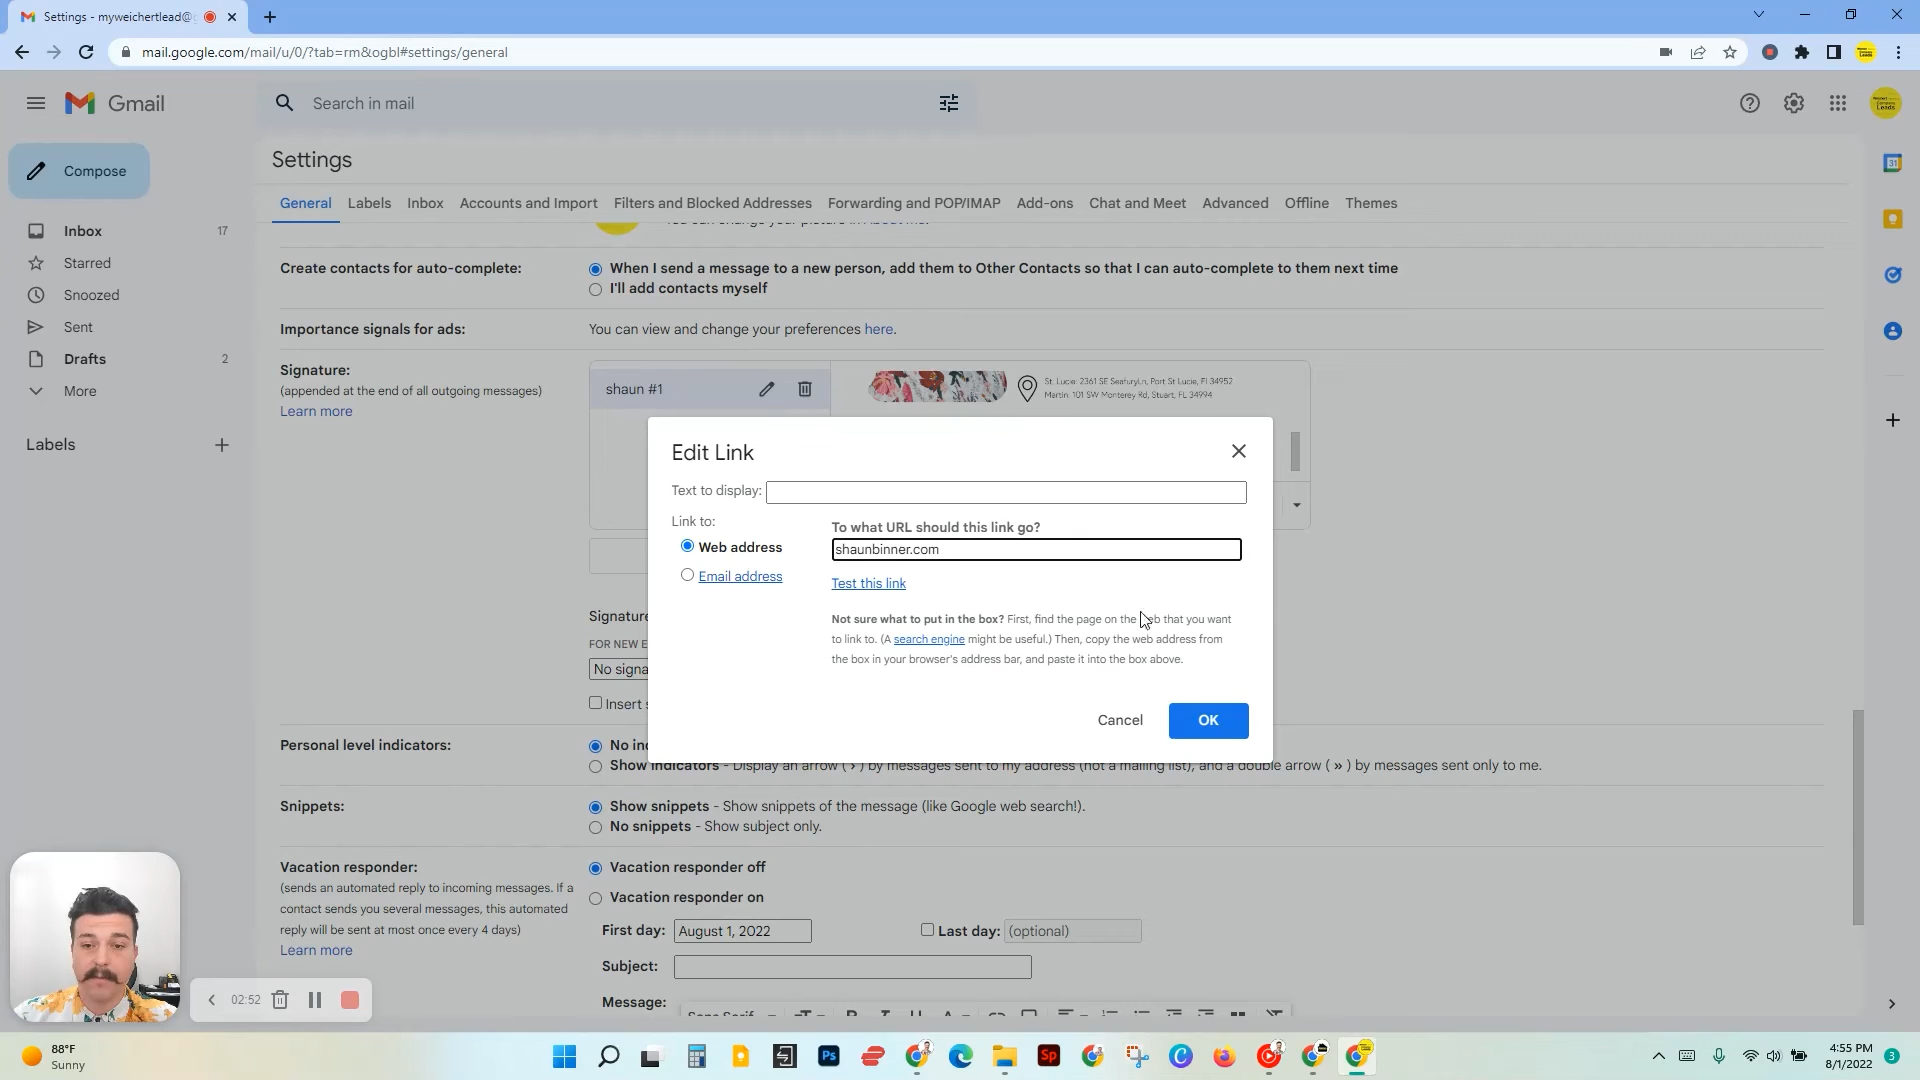 Settings - myweichertlead@
mail.google.com/mail/u/0/?tab=rm&ogbl#settings/general
Gmail
Search in mail
Compose
Inbox 17
Starred
Snoozed
Sent
Drafts 2
More
Labels
Settings
General Labels Inbox Accounts and Import Filters and Blocked Addresses Forwarding and POP/IMAP Add-ons Chat and Meet Advanced Offline Themes
Create contacts for auto-complete:
When I send a message to a new person, add them to Other Contacts so that I can auto-complete to them next time
I'll add contacts myself
Importance signals for ads:
You can view and change your preferences here.
Signature:
(appended at the end of all outgoing messages)
Learn more
shaun #1
St. Lucie: 2361 SE SeafuryLn, Port St Lucie, Fl 34952
Martin: 101 SW Monterey Rd, Stuart, FL 34994
Edit Link
Text to display:
Link to:
Web address
Email address
To what URL should this link go?
shaunbinner.com
Test this link
Not sure what to put in the box? First, find the page on the web that you want
to link to. (A search engine might be useful.) Then, copy the web address from
the box in your browser's address bar, and paste it into the box above.
Cancel OK
Signature
FOR NEW E
No signa
Insert s
Personal level indicators:
No in
Show indicators - Display an arrow ( › ) by messages sent to my address (not a mailing list), and a double arrow ( » ) by messages sent only to me.
Snippets:
Show snippets - Show snippets of the message (like Google web search!).
No snippets - Show subject only.
Vacation responder:
(sends an automated reply to incoming messages. If a
contact sends you several messages, this automated
reply will be sent at most once every 4 days)
Learn more
Vacation responder off
Vacation responder on
First day: August 1, 2022
Last day: (optional)
Subject:
Message:
Sans Serif
02:52
88°F
Sunny
4:55 PM
8/1/2022
3